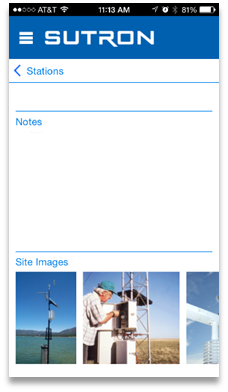 AT&T 11:13 AM 81%
SUTRON
Stations
Notes
Site Images